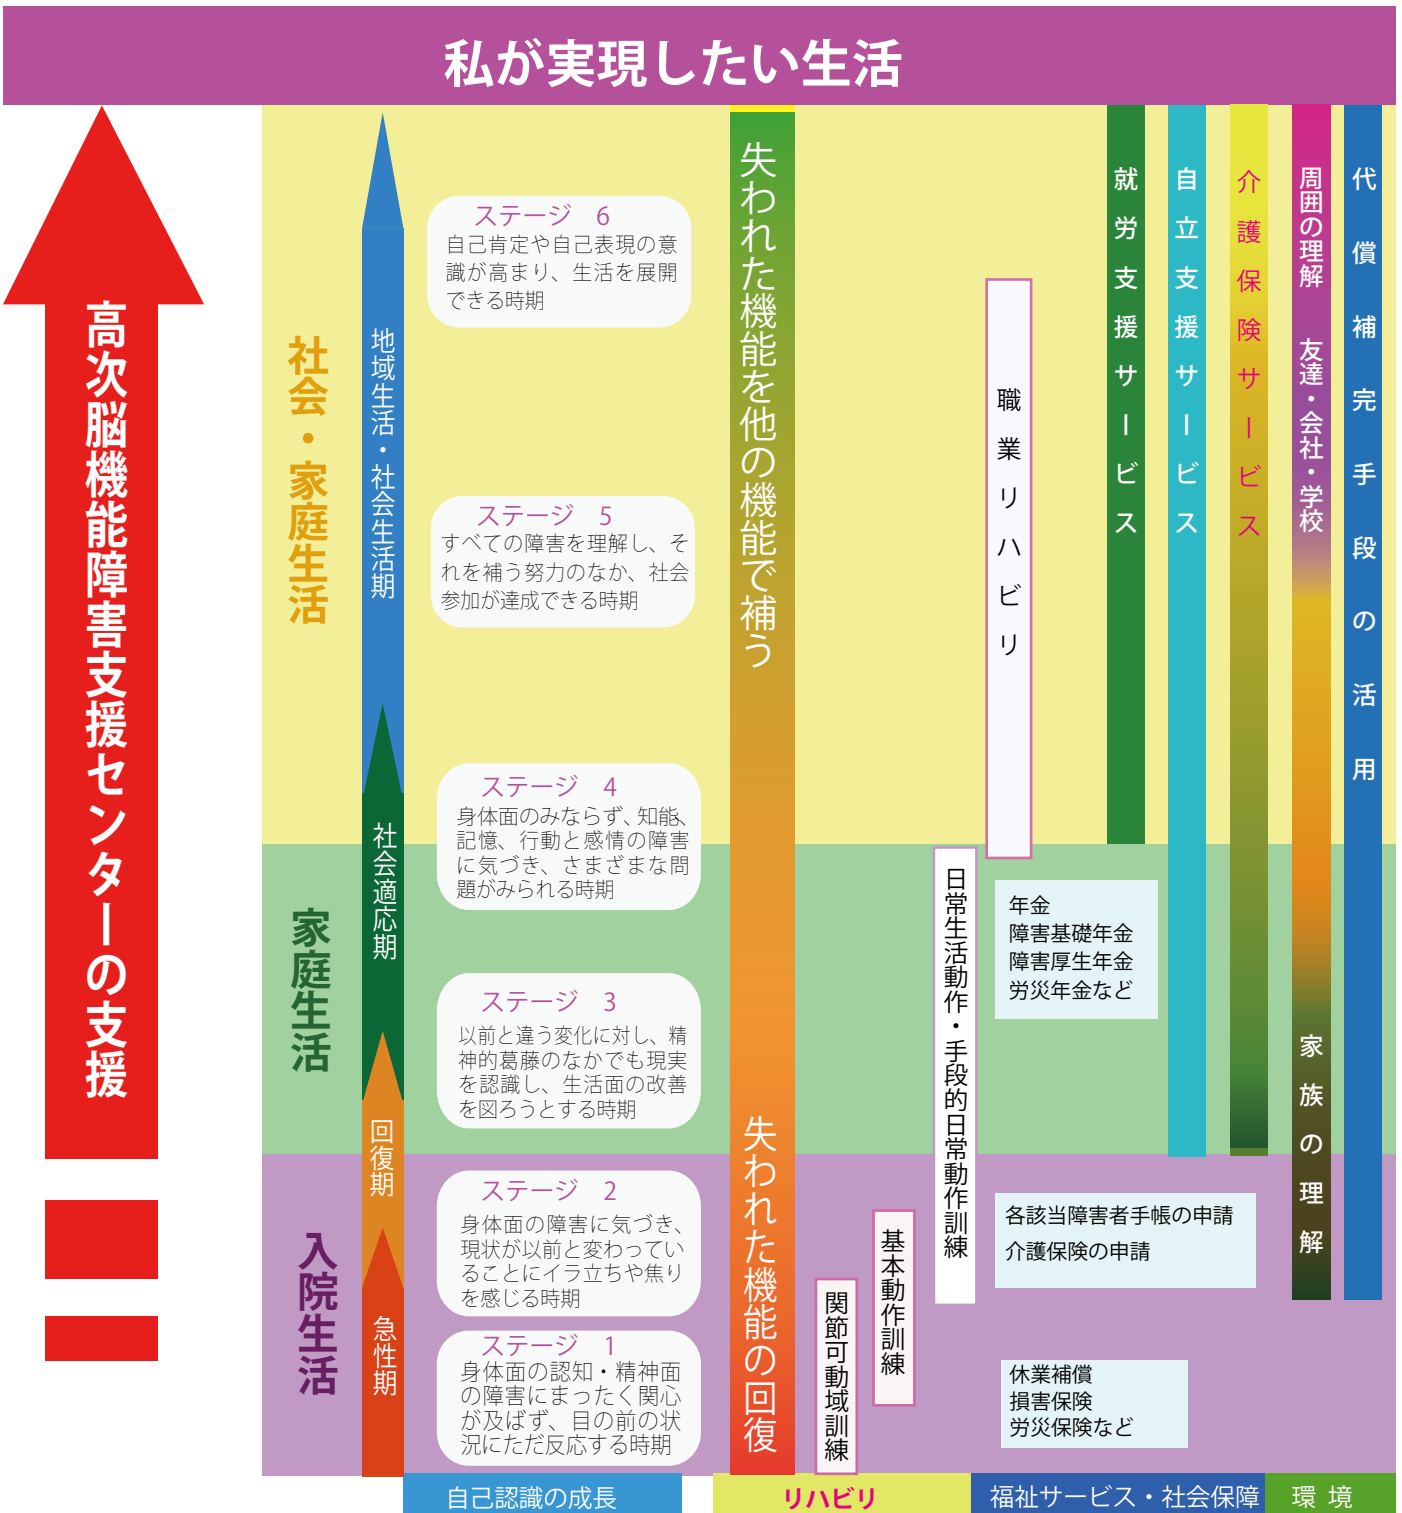 私が実現したい生活
高次脳機能障害支援センターの支援
社会・家庭生活
家庭生活
入院生活
地域生活・社会生活期
社会適応期
回復期
急性期
ステージ　6
自己肯定や自己表現の意
識が高まり、生活を展開
できる時期
ステージ　5
すべての障害を理解し、そ
れを補う努力のなか、社会
参加が達成できる時期
ステージ　4
身体面のみならず、知能、
記憶、行動と感情の障害
に気づき、さまざまな問
題がみられる時期
ステージ　3
以前と違う変化に対し、精
神的葛藤のなかでも現実
を認識し、生活面の改善
を図ろうとする時期
ステージ　2
身体面の障害に気づき、
現状が以前と変わってい
ることにイラ立ちや焦り
を感じる時期
ステージ　1
身体面の認知・精神面
の障害にまったく関心
が及ばず、目の前の状
況にただ反応する時期
失われた機能を他の機能で補う
失われた機能の回復
関節可動域訓練
基本動作訓練
日常生活動作・手段的日常動作訓練
職業リハビリ
就労支援サービス
自立支援サービス
介護保険サービス
周囲の理解　友達・会社・学校
家族の理解
代償補完手段の活用
年金
障害基礎年金
障害厚生年金
労災年金など
各該当障害者手帳の申請
介護保険の申請
休業補償
損害保険
労災保険など
自己認識の成長
リハビリ
福祉サービス・社会保障
環 境